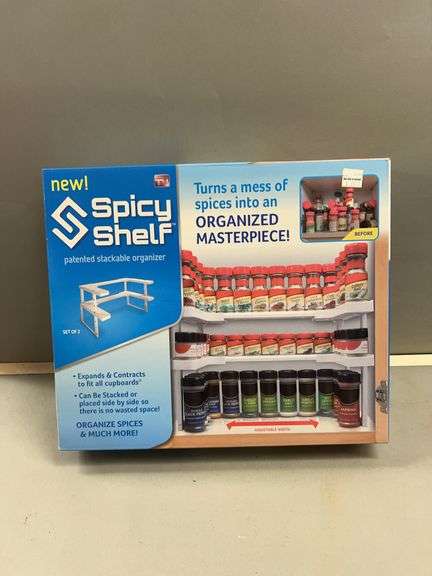 new!
Spicy
Shelf™
patented stackable organizer
SET OF 2
• Expands & Contracts
to fit all cupboards*
• Can Be Stacked or
placed side by side so
there is no wasted space!
ORGANIZE SPICES
& MUCH MORE!
Turns a mess of
spices into an
ORGANIZED
MASTERPIECE!
BEFORE
ADJUSTABLE WIDTH